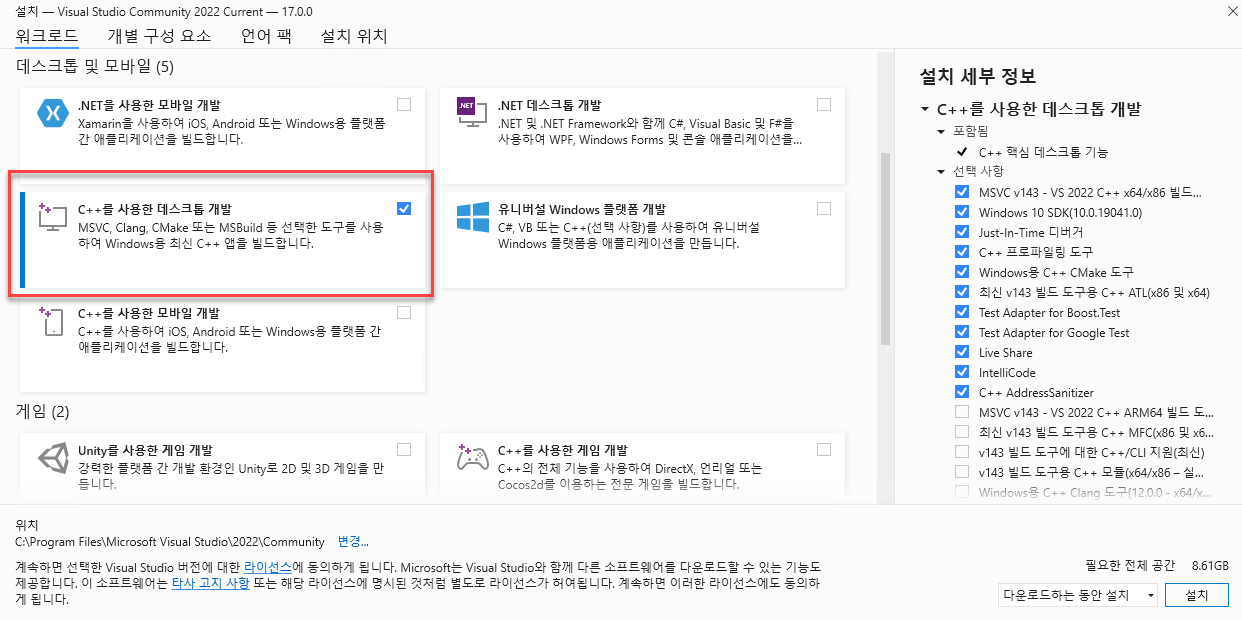 설치 — Visual Studio Community 2022 Current — 17.0.0
워크로드 개별 구성 요소 언어 팩 설치 위치
데스크톱 및 모바일 (5)
.NET을 사용한 모바일 개발
Xamarin을 사용하여 iOS, Android 또는 Windows용 플랫폼
간 애플리케이션을 빌드합니다.
.NET
.NET 데스크톱 개발
.NET 및 .NET Framework와 함께 C#, Visual Basic 및 F#을
사용하여 WPF, Windows Forms 및 콘솔 애플리케이션을...
C++를 사용한 데스크톱 개발
MSVC, Clang, CMake 또는 MSBuild 등 선택한 도구를 사용
하여 Windows용 최신 C++ 앱을 빌드합니다.
유니버설 Windows 플랫폼 개발
C#, VB 또는 C++(선택 사항)를 사용하여 유니버설
Windows 플랫폼용 애플리케이션을 만듭니다.
C++를 사용한 모바일 개발
C++를 사용하여 iOS, Android 또는 Windows용 플랫폼 간
애플리케이션을 빌드합니다.
게임 (2)
Unity를 사용한 게임 개발
강력한 플랫폼 간 개발 환경인 Unity로 2D 및 3D 게임을 만
듭니다.
C++를 사용한 게임 개발
C++의 전체 기능을 사용하여 DirectX, 언리얼 또는
Cocos2d를 이용하는 전문 게임을 빌드합니다.
설치 세부 정보
C++를 사용한 데스크톱 개발
포함됨
C++ 핵심 데스크톱 기능
선택 사항
MSVC v143 - VS 2022 C++ x64/x86 빌드...
Windows 10 SDK(10.0.19041.0)
Just-In-Time 디버거
C++ 프로파일링 도구
Windows용 C++ CMake 도구
최신 v143 빌드 도구용 C++ ATL(x86 및 x64)
Test Adapter for Boost.Test
Test Adapter for Google Test
Live Share
IntelliCode
C++ AddressSanitizer
MSVC v143 - VS 2022 C++ ARM64 빌드 도...
최신 v143 빌드 도구용 C++ MFC(x86 및 x6...
v143 빌드 도구에 대한 C++/CLI 지원(최신)
v143 빌드 도구용 C++ 모듈(x64/x86 – 실...
Windows용 C++ Clang 도구(12.0.0 - x64/x...
위치
C:\Program Files\Microsoft Visual Studio\2022\Community 변경...
계속하면 선택한 Visual Studio 버전에 대한 라이선스에 동의하게 됩니다. Microsoft는 Visual Studio와 함께 다른 소프트웨어를 다운로드할 수 있는 기능도
제공합니다. 이 소프트웨어는 타사 고지 사항 또는 해당 라이선스에 명시된 것처럼 별도로 라이선스가 허여됩니다. 계속하면 이러한 라이선스에도 동의하
게 됩니다.
필요한 전체 공간 8.61GB
다운로드하는 동안 설치 설치